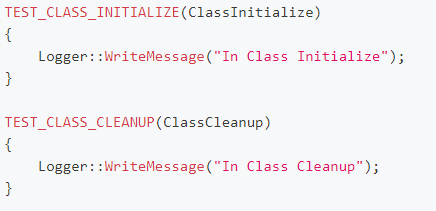 TEST_CLASS_INITIALIZE(ClassInitialize)
{
    Logger::WriteMessage("In Class Initialize");
}

TEST_CLASS_CLEANUP(ClassCleanup)
{
    Logger::WriteMessage("In Class Cleanup");
}